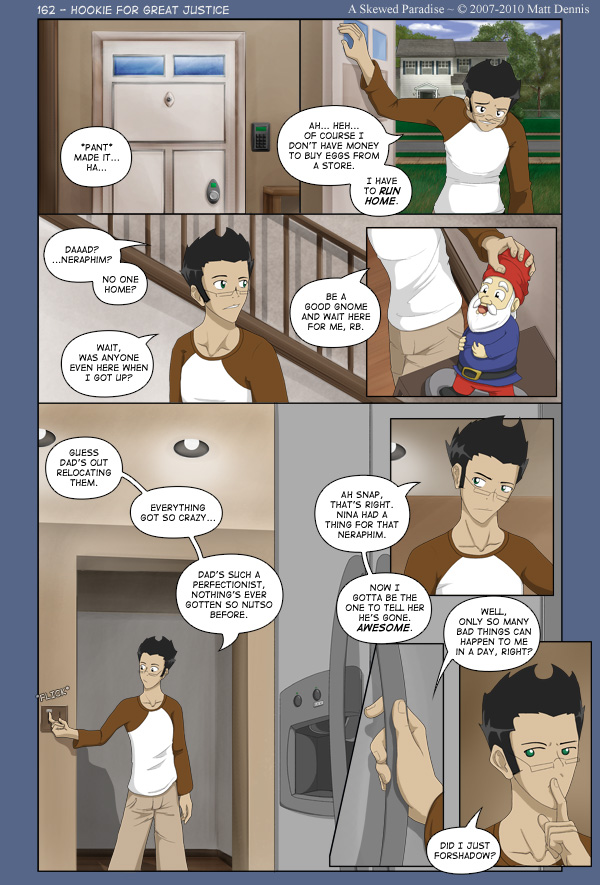 162 – HOOKIE FOR GREAT JUSTICE
A Skewed Paradise ~ © 2007-2010 Matt Dennis
*PANT*
MADE IT...
HA...
AH... HEH...
OF COURSE I
DON'T HAVE MONEY
TO BUY EGGS FROM
A STORE.
I HAVE
TO RUN
HOME.
DAAAD?
...NERAPHIM?
NO ONE
HOME?
WAIT,
WAS ANYONE
EVEN HERE WHEN
I GOT UP?
BE A
GOOD GNOME
AND WAIT HERE
FOR ME, RB.
GUESS
DAD'S OUT
RELOCATING
THEM.
EVERYTHING
GOT SO CRAZY...
DAD'S SUCH A
PERFECTIONIST,
NOTHING'S EVER
GOTTEN SO NUTSO
BEFORE.
*FLICK*
AH SNAP,
THAT'S RIGHT.
NINA HAD A
THING FOR THAT
NERAPHIM.
NOW I
GOTTA BE THE
ONE TO TELL HER
HE'S GONE.
AWESOME.
WELL,
ONLY SO MANY
BAD THINGS CAN
HAPPEN TO ME
IN A DAY, RIGHT?
DID I JUST
FORSHADOW?